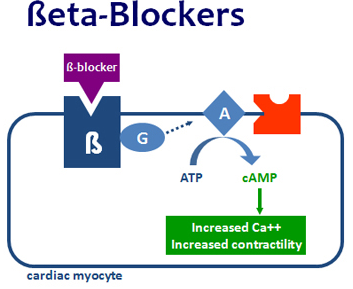 ßeta-Blockers
ß-blocker
ß
G
A
ATP
cAMP
Increased Ca++
Increased contractility
cardiac myocyte